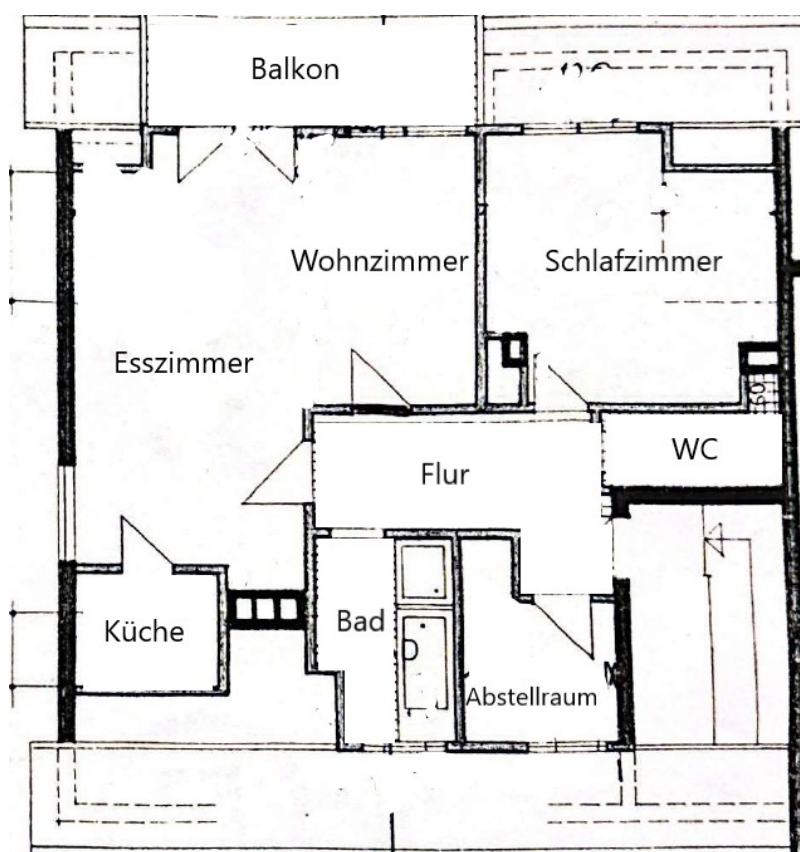 Balkon
Wohnzimmer
Schlafzimmer
Esszimmer
WC
Flur
Küche
Bad
Abstellraum